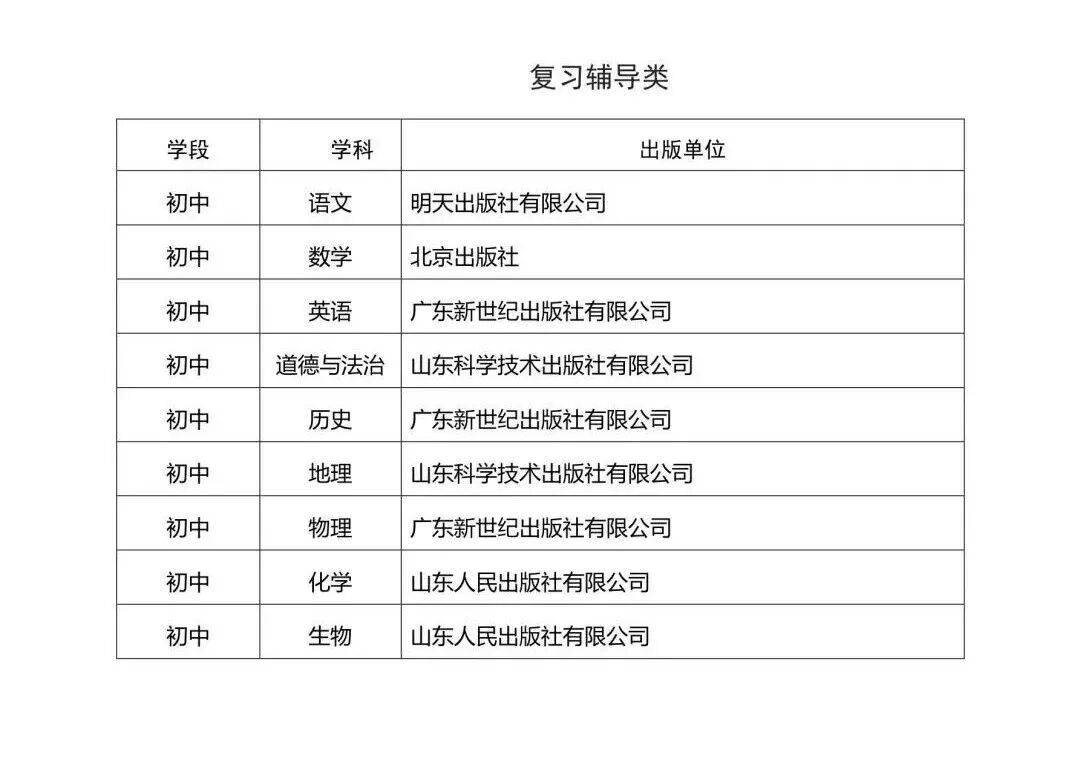 复习辅导类
学段 学科 出版单位
初中 语文 明天出版社有限公司
初中 数学 北京出版社
初中 英语 广东新世纪出版社有限公司
初中 道德与法治 山东科学技术出版社有限公司
初中 历史 广东新世纪出版社有限公司
初中 地理 山东科学技术出版社有限公司
初中 物理 广东新世纪出版社有限公司
初中 化学 山东人民出版社有限公司
初中 生物 山东人民出版社有限公司